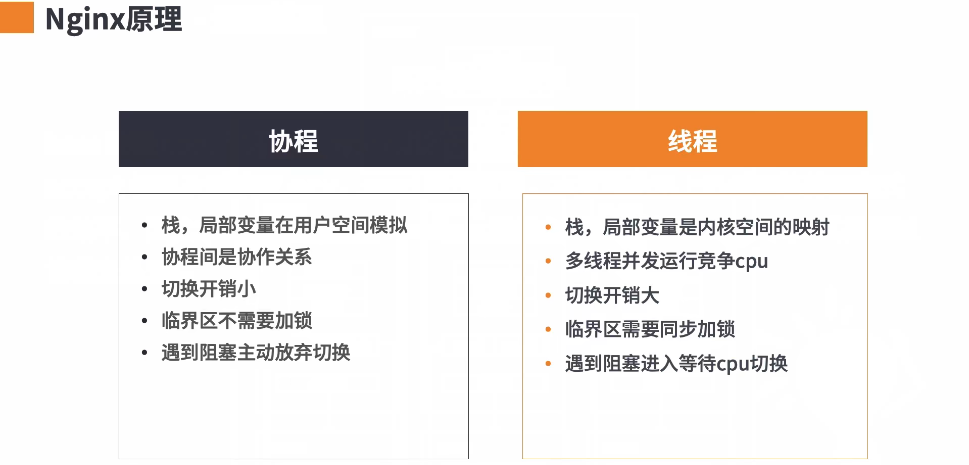 Nginx原理
协程
栈，局部变量在用户空间模拟
协程间是协作关系
切换开销小
临界区不需要加锁
遇到阻塞主动放弃切换
线程
栈，局部变量是内核空间的映射
多线程并发运行竞争cpu
切换开销大
临界区需要同步加锁
遇到阻塞进入等待cpu切换